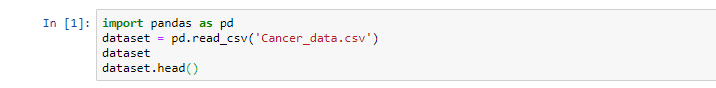 In [1]: import pandas as pd
dataset = pd.read_csv('Cancer_data.csv')
dataset
dataset.head()